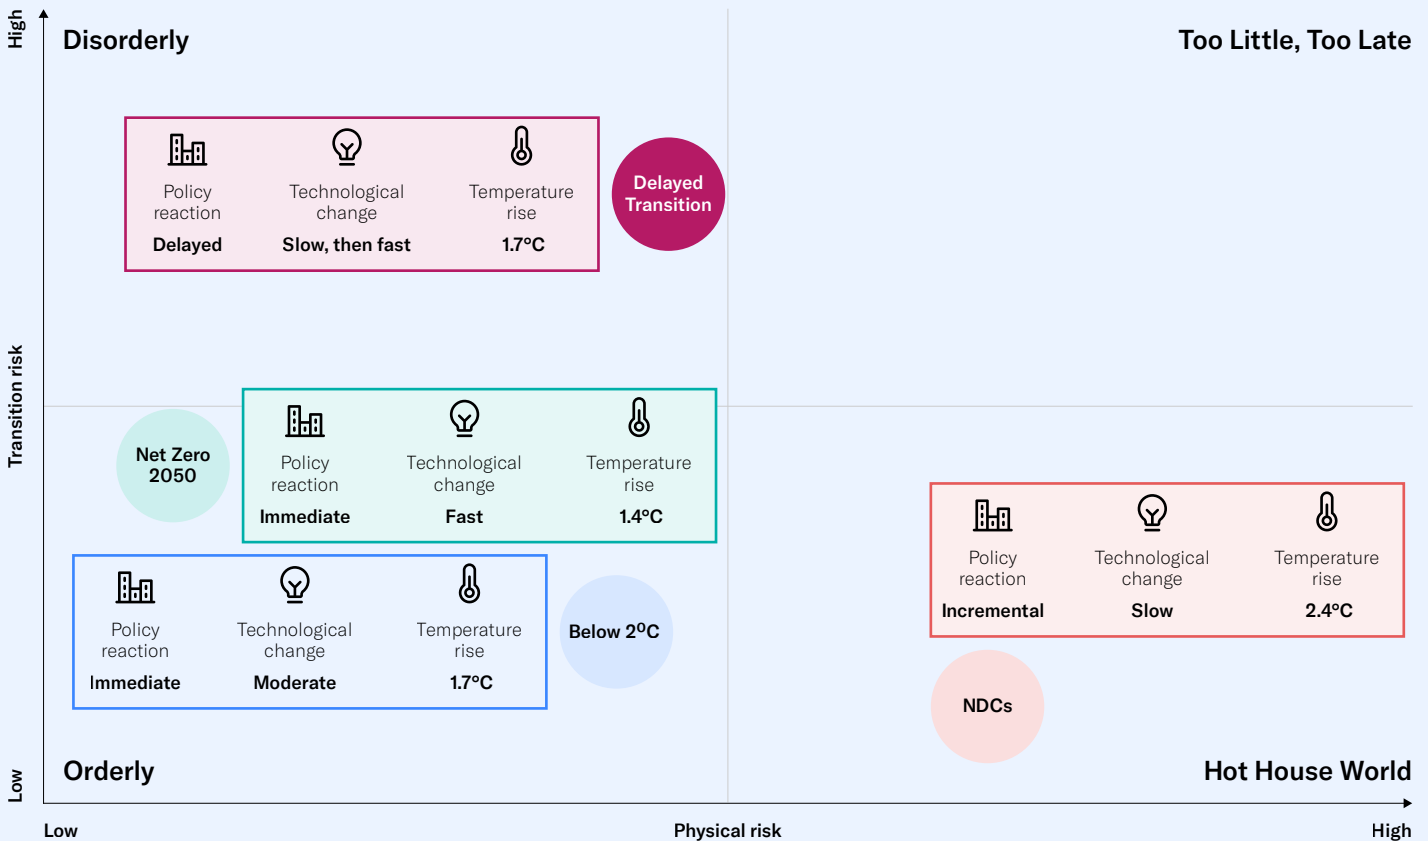 High
Disorderly
Too Little, Too Late
Policy
reaction
Delayed
Technological
change
Slow, then fast
Temperature
rise
1.7°C
Delayed
Transition
Transition risk
Net Zero
2050
Policy
reaction
Immediate
Technological
change
Fast
Temperature
rise
1.4°C
Policy
reaction
Incremental
Technological
change
Slow
Temperature
rise
2.4°C
Policy
reaction
Immediate
Technological
change
Moderate
Temperature
rise
1.7°C
Below 2°C
NDCs
Low
Orderly
Hot House World
Low
Physical risk
High